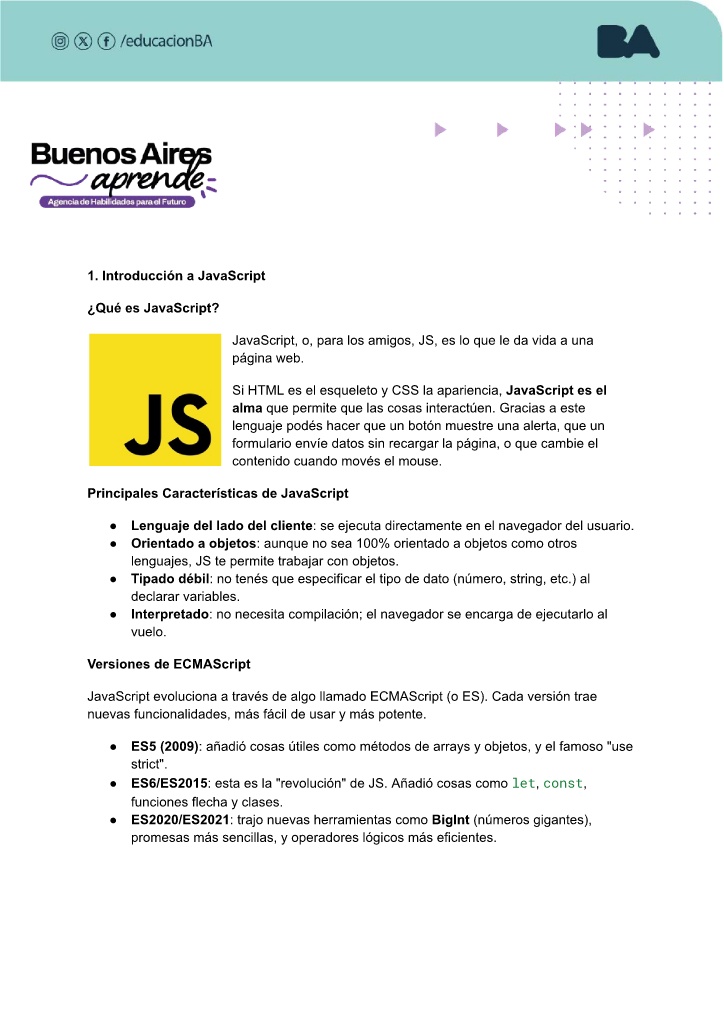 /educacionBA
BA
Buenos Aires
aprende
Agencia de Habilidades para el Futuro
1. Introducción a JavaScript
¿Qué es JavaScript?
JS
JavaScript, o, para los amigos, JS, es lo que le da vida a una
página web.
Si HTML es el esqueleto y CSS la apariencia, JavaScript es el
alma que permite que las cosas interactúen. Gracias a este
lenguaje podés hacer que un botón muestre una alerta, que un
formulario envíe datos sin recargar la página, o que cambie el
contenido cuando movés el mouse.
Principales Características de JavaScript
● Lenguaje del lado del cliente: se ejecuta directamente en el navegador del usuario.
● Orientado a objetos: aunque no sea 100% orientado a objetos como otros
lenguajes, JS te permite trabajar con objetos.
● Tipado débil: no tenés que especificar el tipo de dato (número, string, etc.) al
declarar variables.
● Interpretado: no necesita compilación; el navegador se encarga de ejecutarlo al
vuelo.
Versiones de ECMAScript
JavaScript evoluciona a través de algo llamado ECMAScript (o ES). Cada versión trae
nuevas funcionalidades, más fácil de usar y más potente.
● ES5 (2009): añadió cosas útiles como métodos de arrays y objetos, y el famoso "use
strict".
● ES6/ES2015: esta es la "revolución" de JS. Añadió cosas como let, const,
funciones flecha y clases.
● ES2020/ES2021: trajo nuevas herramientas como BigInt (números gigantes),
promesas más sencillas, y operadores lógicos más eficientes.